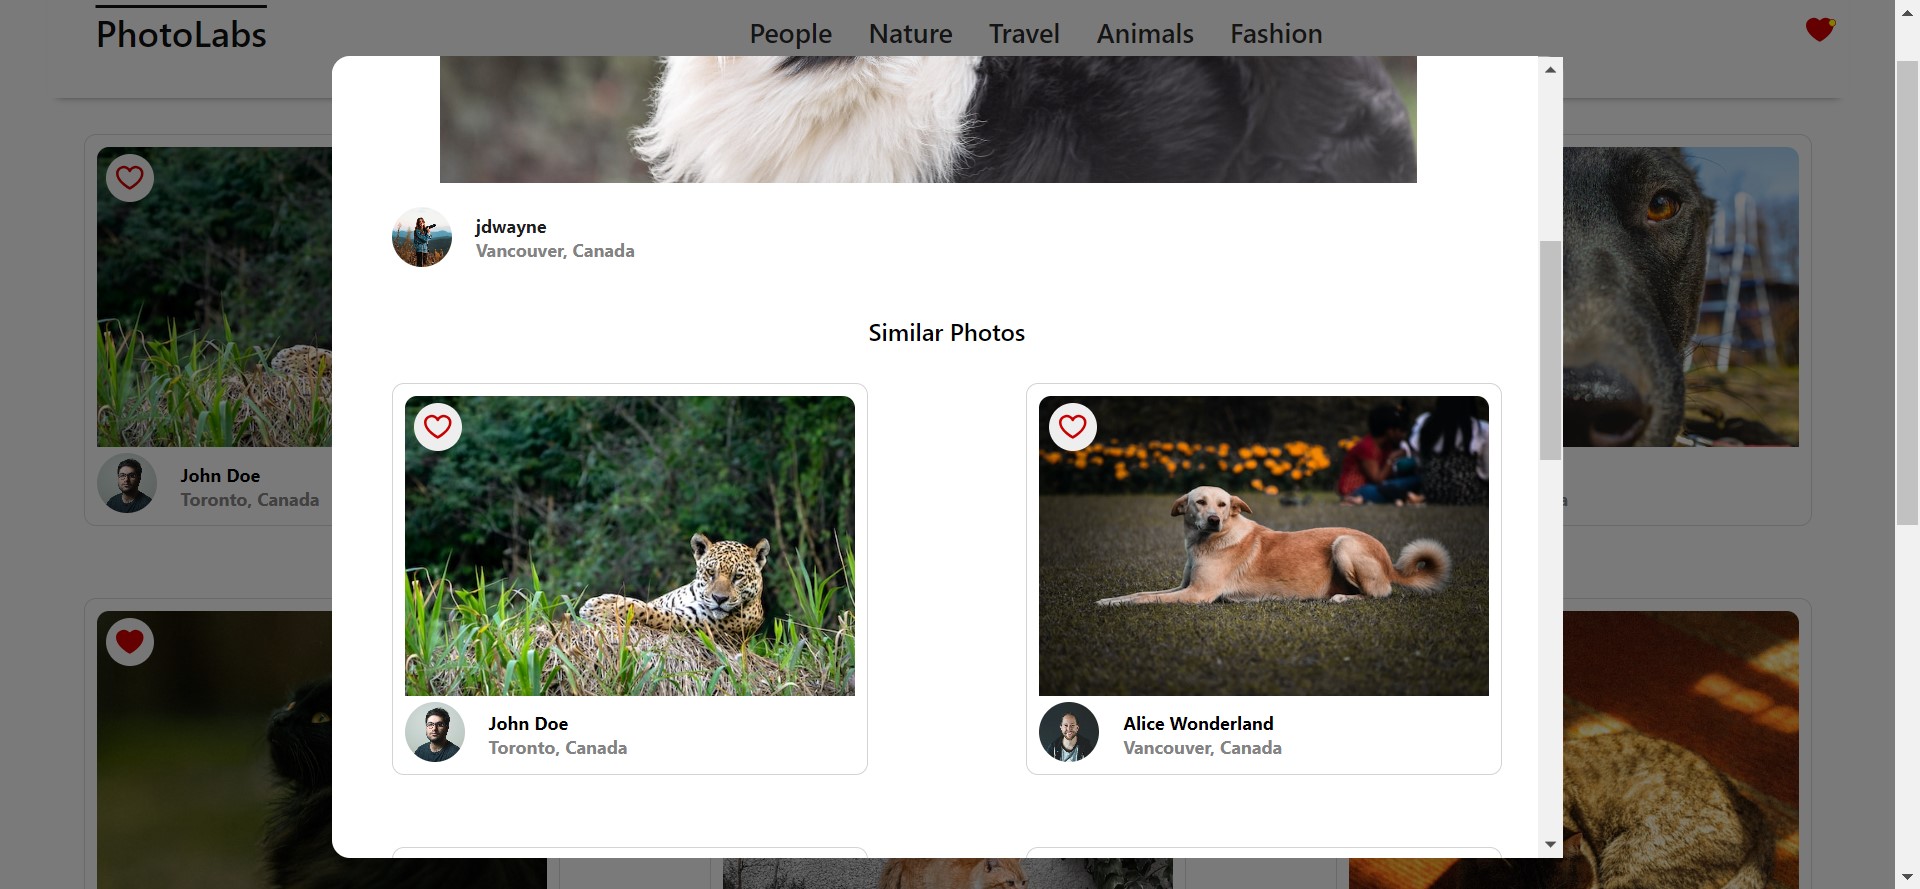 PhotoLabs
People Nature Travel Animals Fashion
jdwayne
Vancouver, Canada
Similar Photos
John Doe
Toronto, Canada
John Doe
Toronto, Canada
Alice Wonderland
Vancouver, Canada